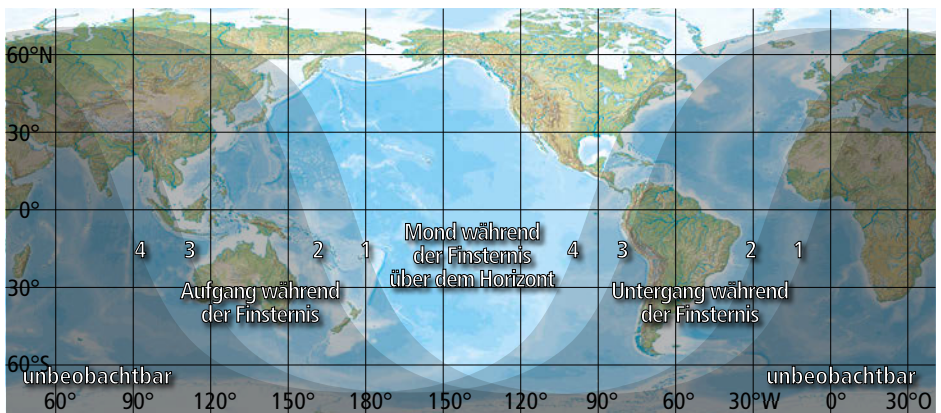 60°N
30°
0°
4 3 2 1 4 3 2 1
Mond während
der Finsternis
über dem Horizont
30°
Aufgang während
der Finsternis
Untergang während
der Finsternis
60°S
unbeobachtbar
unbeobachtbar
60° 90° 120° 150° 180° 150° 120° 90° 60° 30°W 0° 30°O